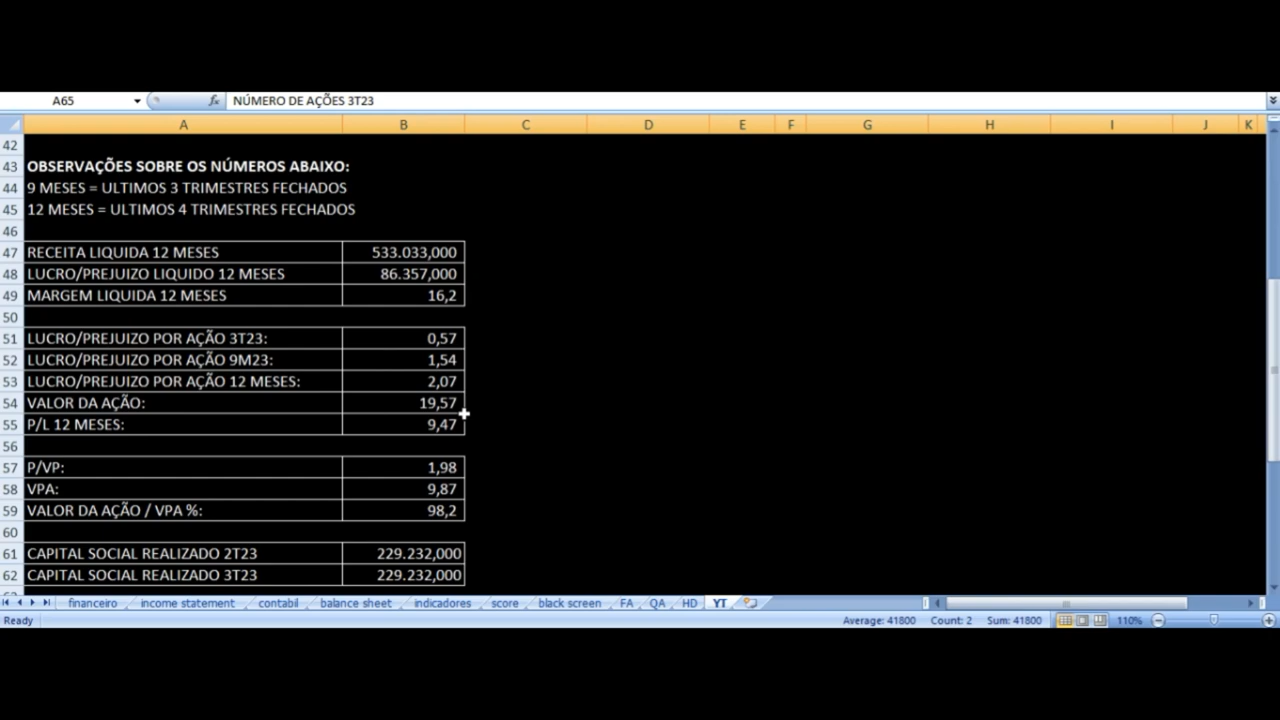 A65 NÚMERO DE AÇÕES 3T23
A B C D E F G H I J K
42
43 OBSERVAÇÕES SOBRE OS NÚMEROS ABAIXO:
44 9 MESES = ULTIMOS 3 TRIMESTRES FECHADOS
45 12 MESES = ULTIMOS 4 TRIMESTRES FECHADOS
46
47 RECEITA LIQUIDA 12 MESES 533.033,000
48 LUCRO/PREJUIZO LIQUIDO 12 MESES 86.357,000
49 MARGEM LIQUIDA 12 MESES 16,2
50
51 LUCRO/PREJUIZO POR AÇÃO 3T23: 0,57
52 LUCRO/PREJUIZO POR AÇÃO 9M23: 1,54
53 LUCRO/PREJUIZO POR AÇÃO 12 MESES: 2,07
54 VALOR DA AÇÃO: 19,57
55 P/L 12 MESES: 9,47
56
57 P/VP: 1,98
58 VPA: 9,87
59 VALOR DA AÇÃO / VPA %: 98,2
60
61 CAPITAL SOCIAL REALIZADO 2T23 229.232,000
62 CAPITAL SOCIAL REALIZADO 3T23 229.232,000
financeiro income statement contabil balance sheet indicadores score black screen FA QA HD YT
Ready Average: 41800 Count: 2 Sum: 41800 110%